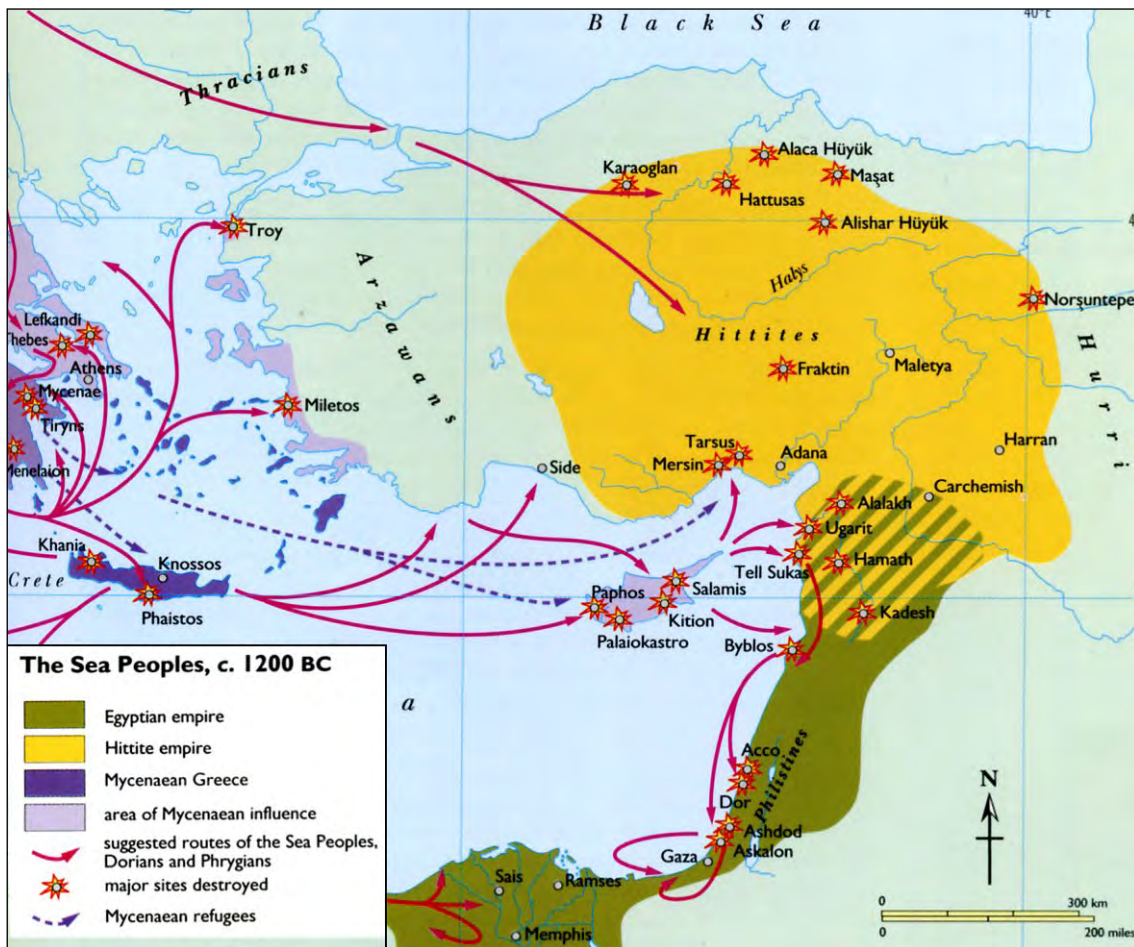 Black Sea
40°E
Thracians
Alaca Hüyük
Karaoglan
Maşat
Hattusas
Alishar Hüyük
4
Troy
Arzawans
Halys
Norşuntepe
Lefkandi
Thebes
Hittites
Hurri
Athens
Maletya
Fraktin
Mycenae
Miletos
Tiryns
Menelaion
Tarsus
Harran
Side
Mersin
Adana
Carchemish
Alalakh
Ugarit
Khania
Knossos
Tell Sukas
Hamath
Crete
Salamis
Paphos
Phaistos
Kition
Kadesh
Palaiokastro
Byblos
The Sea Peoples, c. 1200 BC
Egyptian empire
Hittite empire
Mycenaean Greece
area of Mycenaean influence
suggested routes of the Sea Peoples,
Dorians and Phrygians
major sites destroyed
Mycenaean refugees
a
Acco
Philistines
Dor
Ashdod
Askalon
Gaza
Sais
Ramses
Memphis
N
0 300 km
0 200 miles